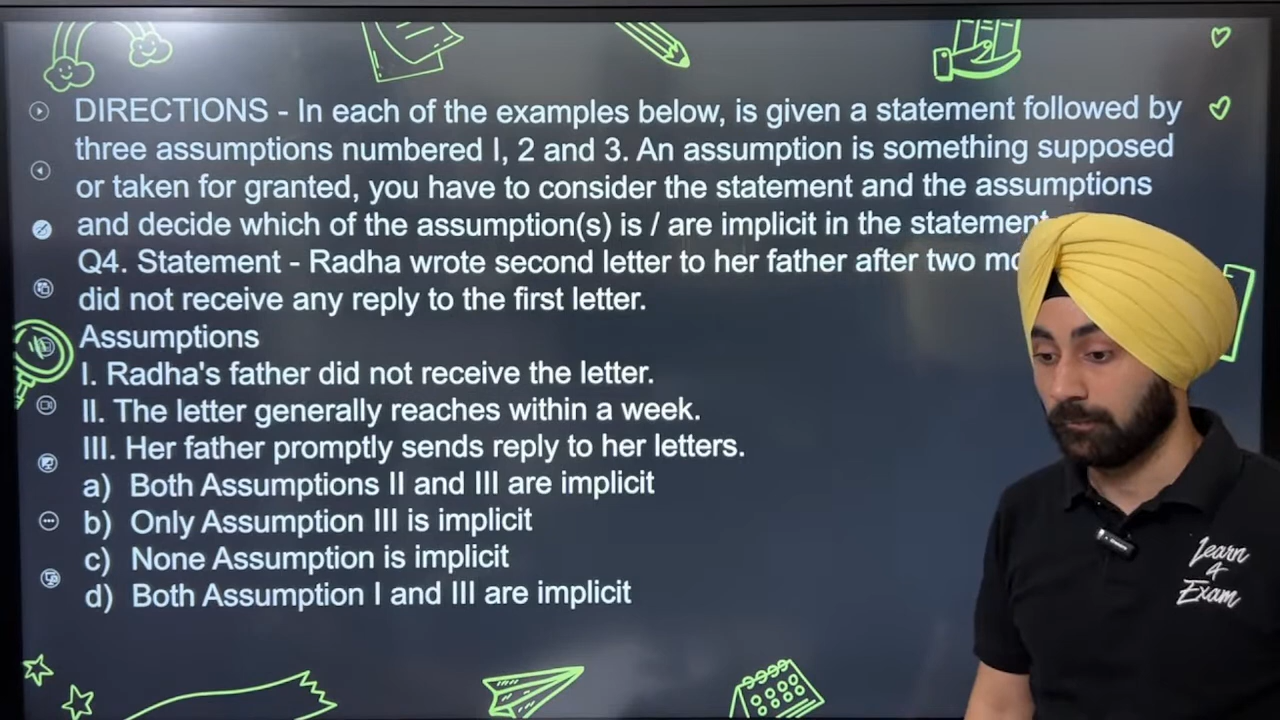 DIRECTIONS - In each of the examples below, is given a statement followed by
three assumptions numbered I, 2 and 3. An assumption is something supposed
or taken for granted, you have to consider the statement and the assumptions
and decide which of the assumption(s) is / are implicit in the statement
Q4. Statement - Radha wrote second letter to her father after two
did not receive any reply to the first letter.
Assumptions
I. Radha's father did not receive the letter.
II. The letter generally reaches within a week.
III. Her father promptly sends reply to her letters.
a) Both Assumptions II and III are implicit
b) Only Assumption III is implicit
c) None Assumption is implicit
d) Both Assumption I and III are implicit
Learn
4
Exam